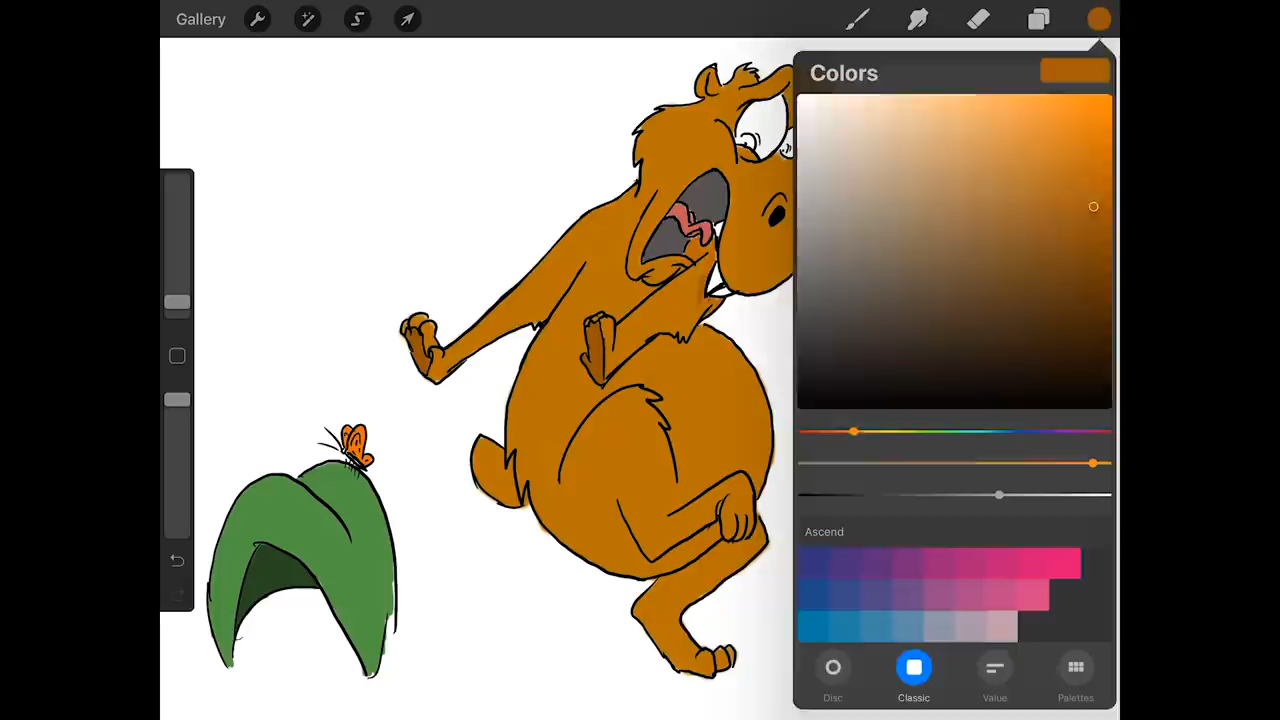 Gallery
Colors
Ascend
Disc
Classic
Value
Palettes